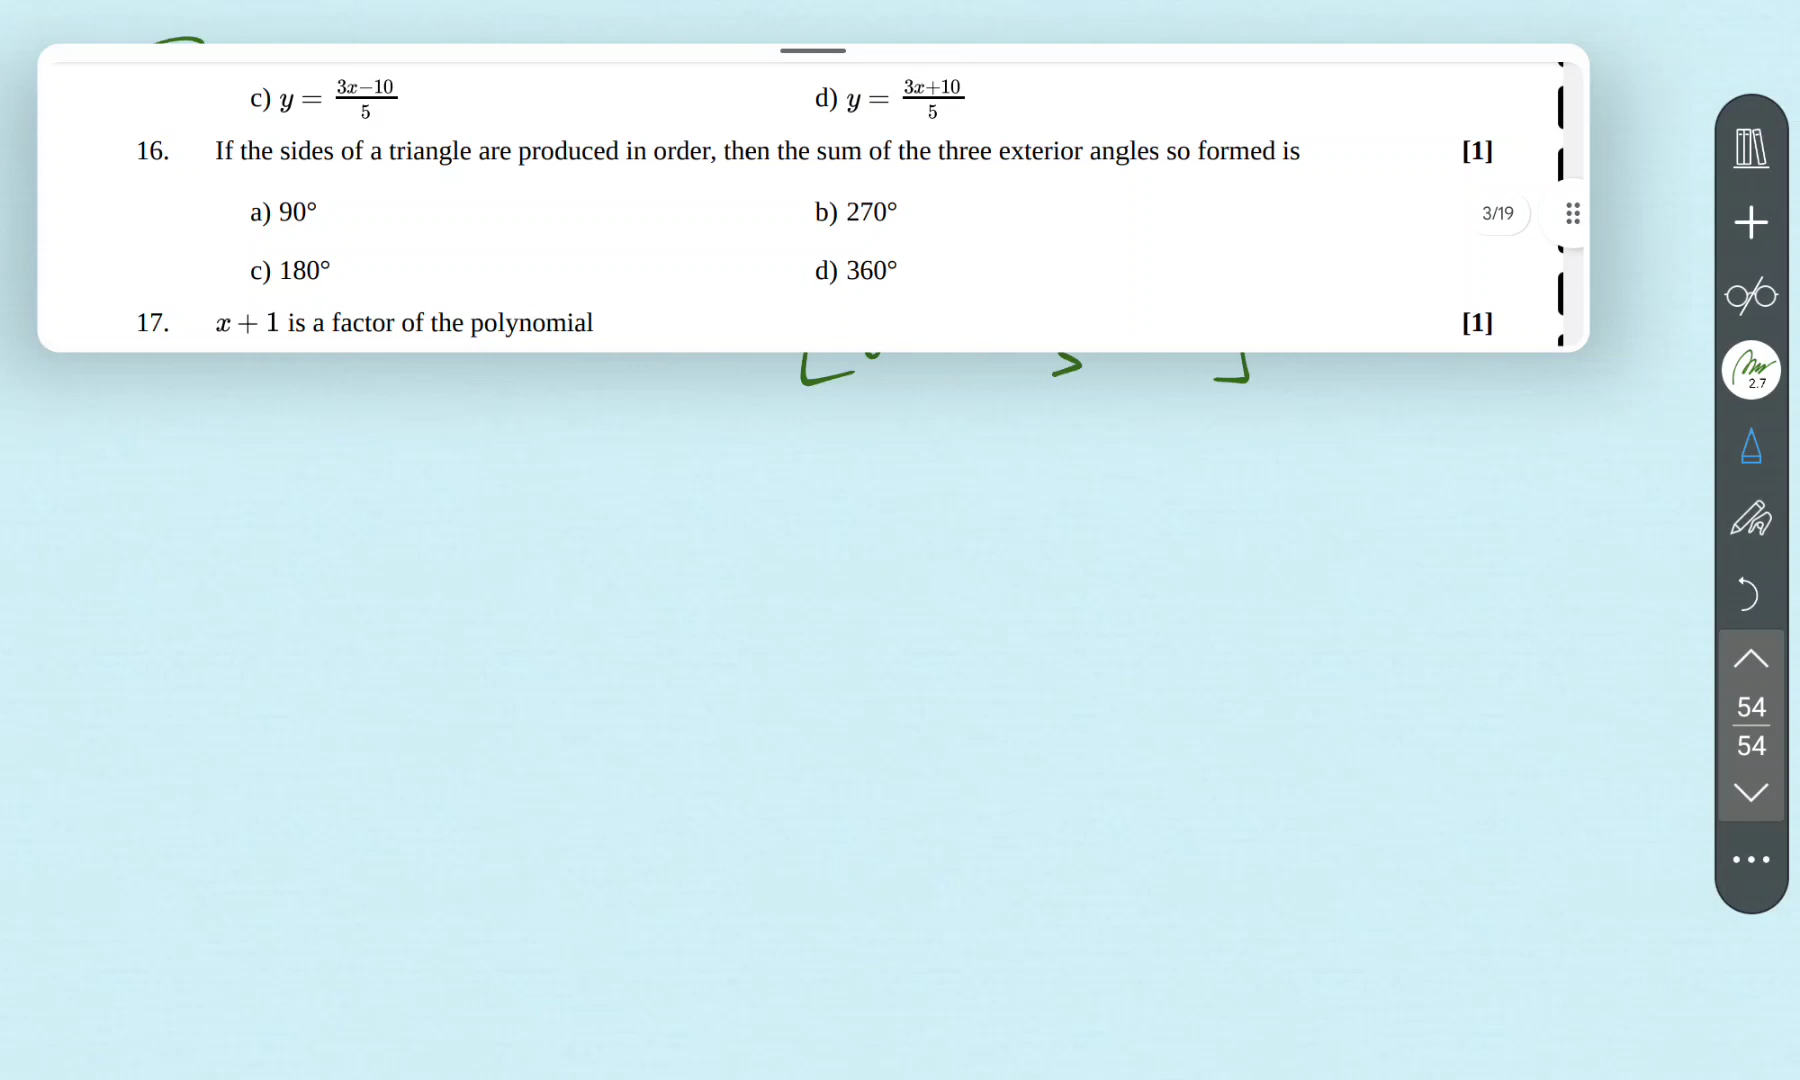 c) y = (3x−10)/5 d) y = (3x+10)/5
16. If the sides of a triangle are produced in order, then the sum of the three exterior angles so formed is [1]
a) 90° b) 270°
3/19
c) 180° d) 360°
17. x + 1 is a factor of the polynomial [1]
2.7
54
54